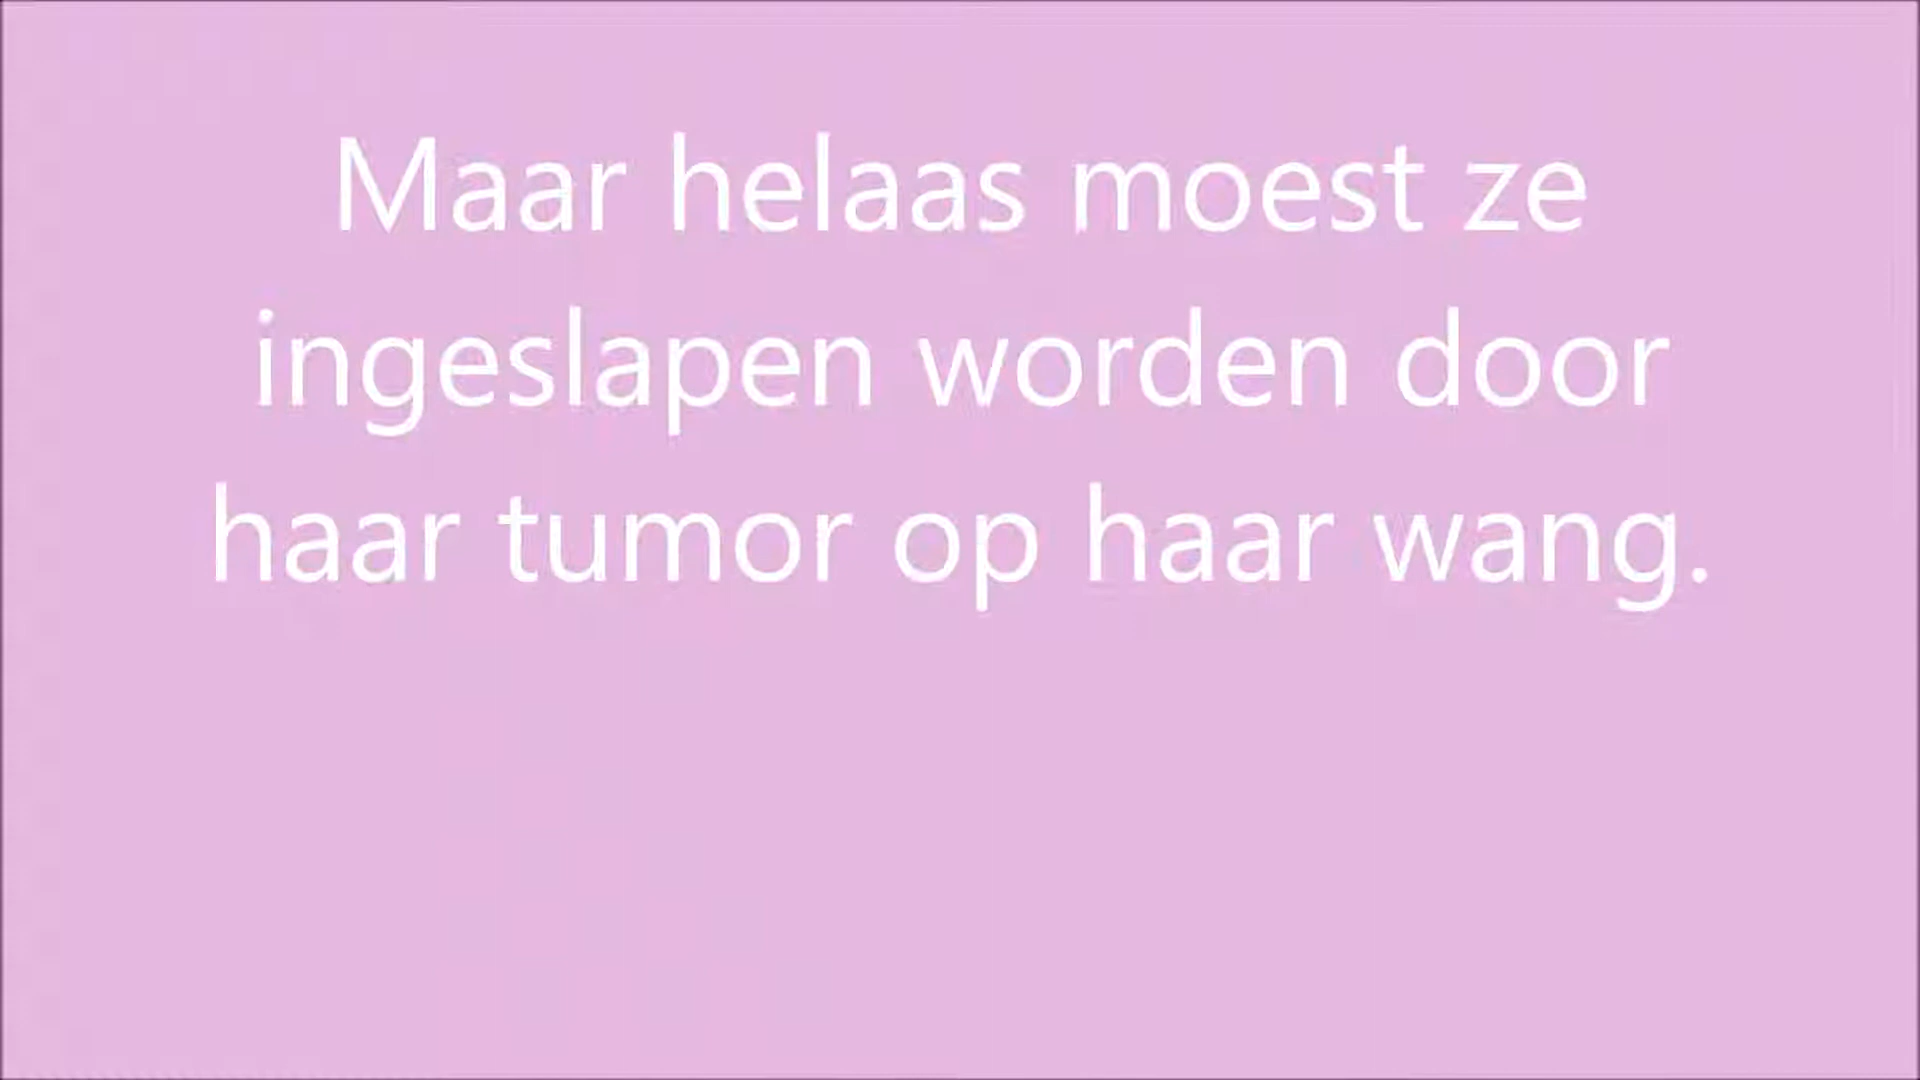 Maar helaas moest ze
ingeslapen worden door
haar tumor op haar wang.